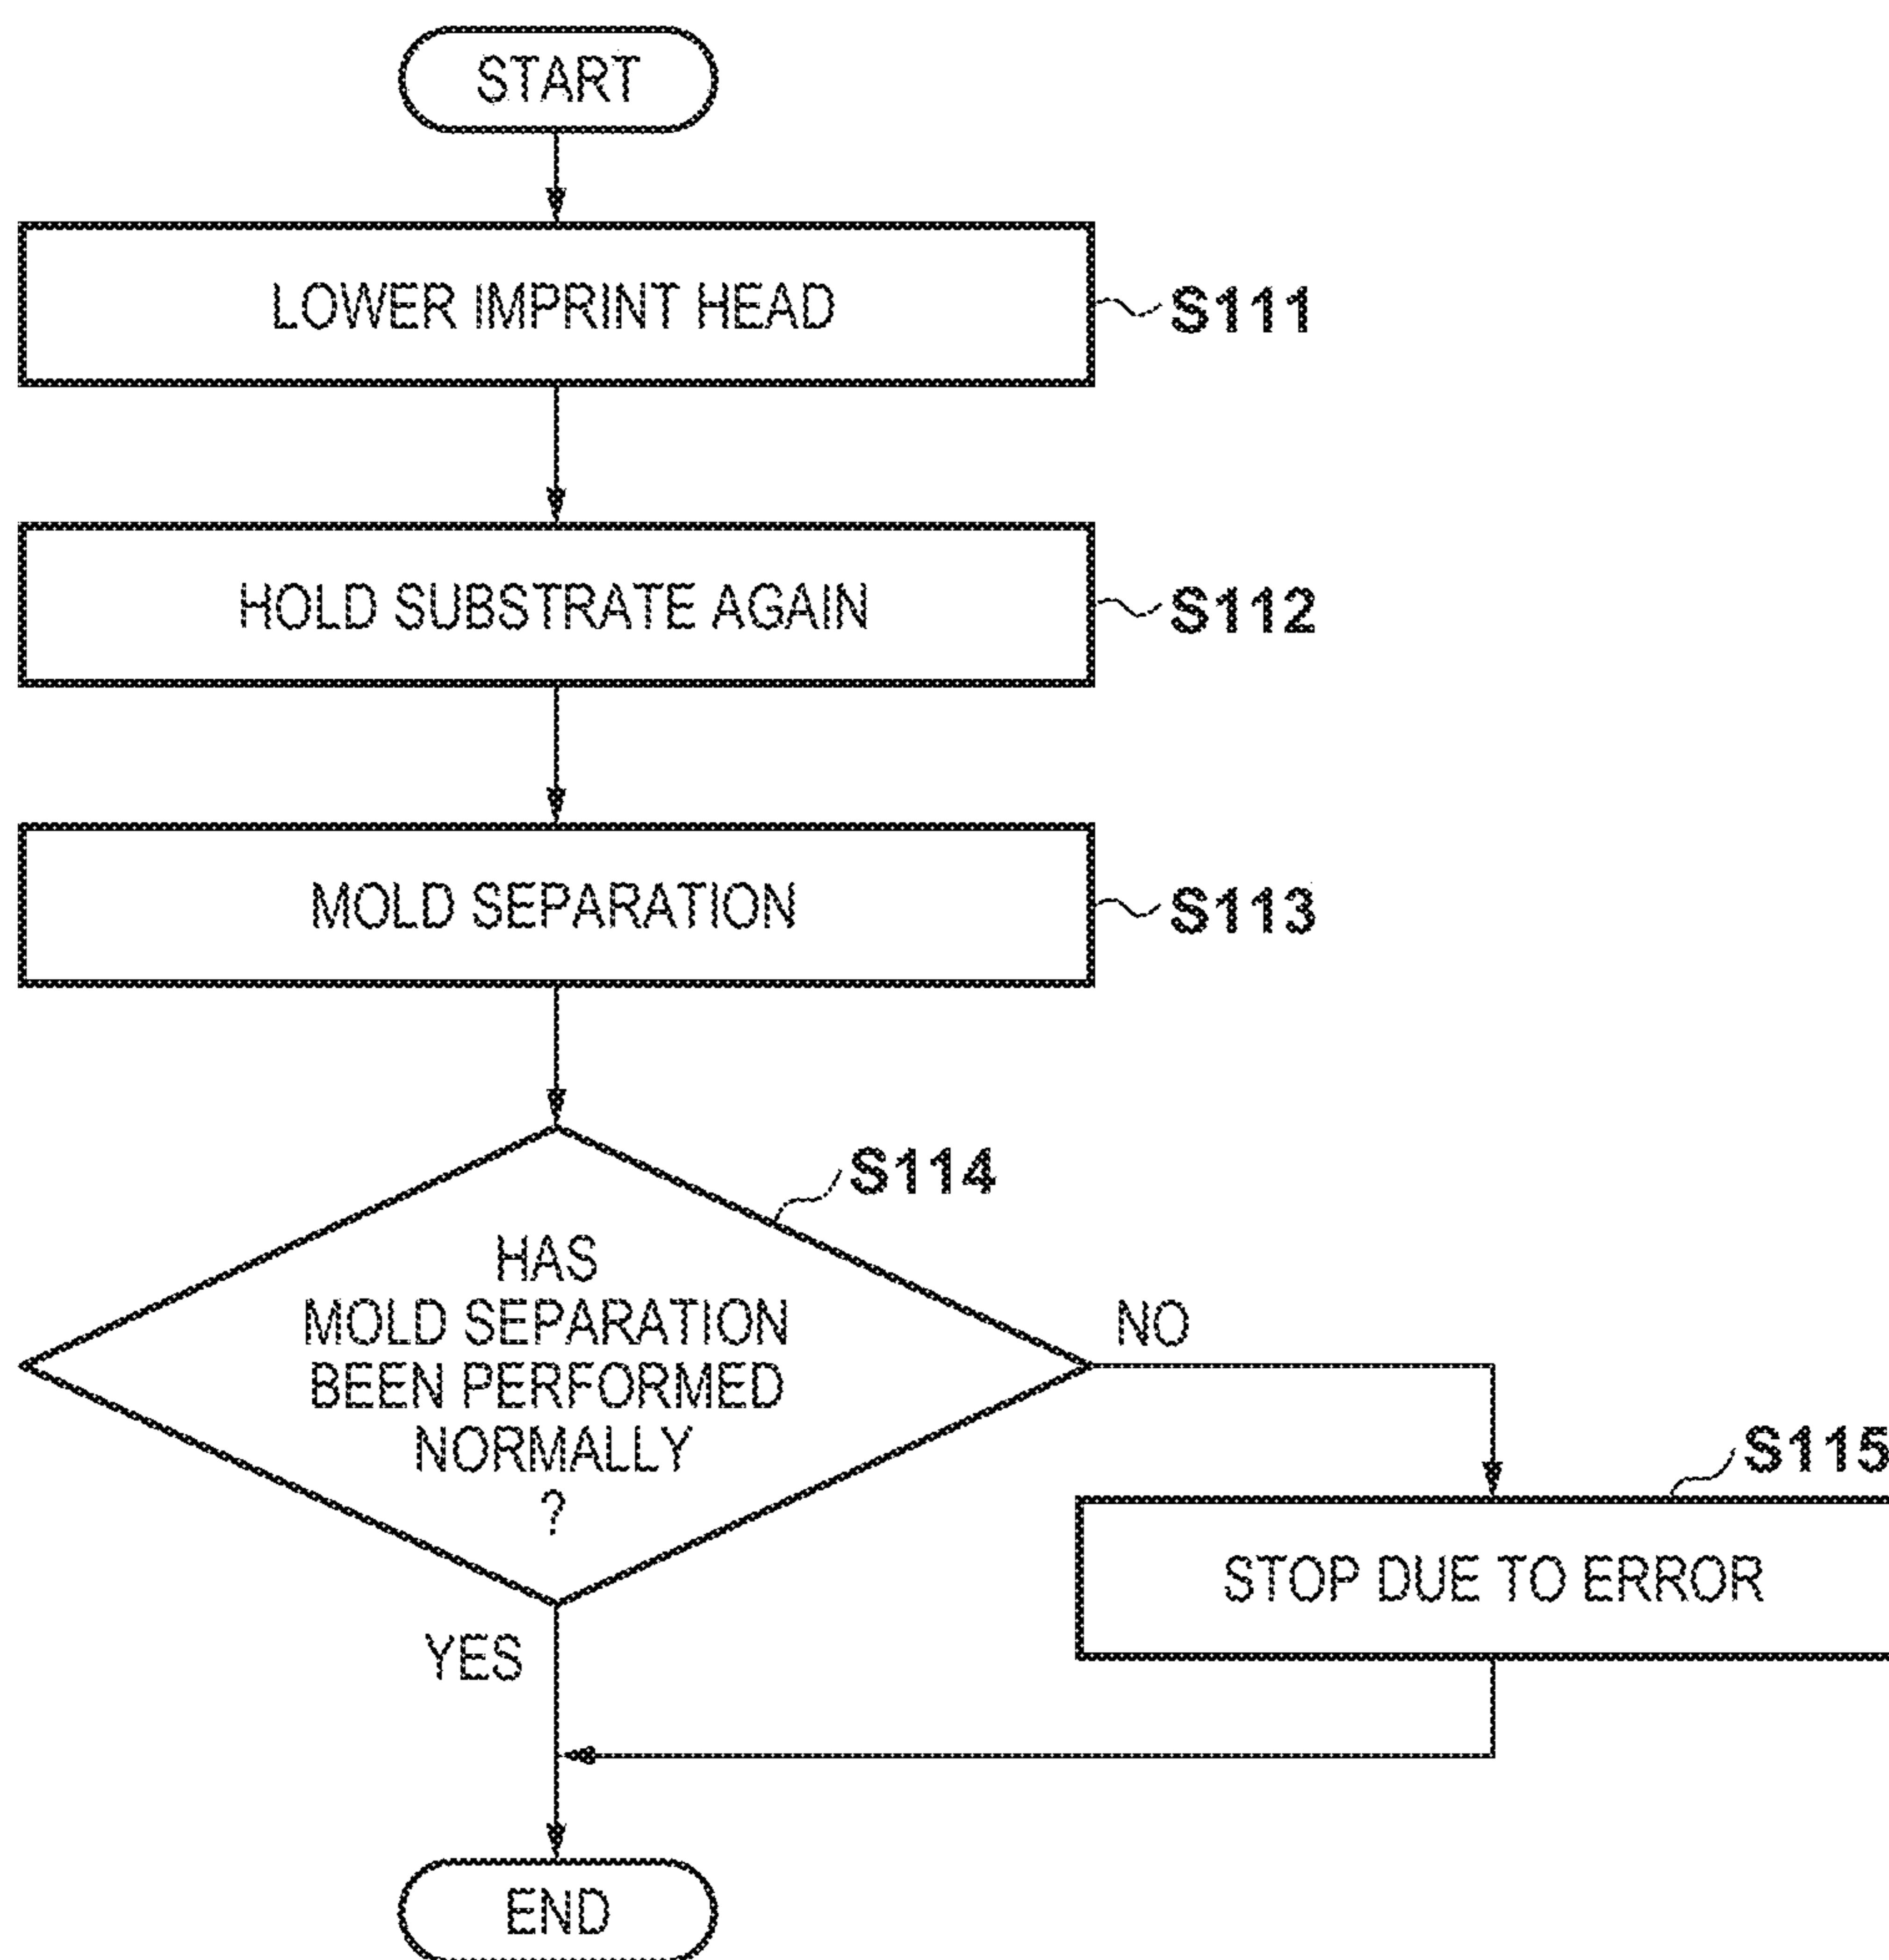 START
LOWER IMPRINT HEAD
S111
HOLD SUBSTRATE AGAIN
S112
MOLD SEPARATION
S113
S114
HAS
MOLD SEPARATION
BEEN PERFORMED
NORMALLY
?
NO
YES
S115
STOP DUE TO ERROR
END